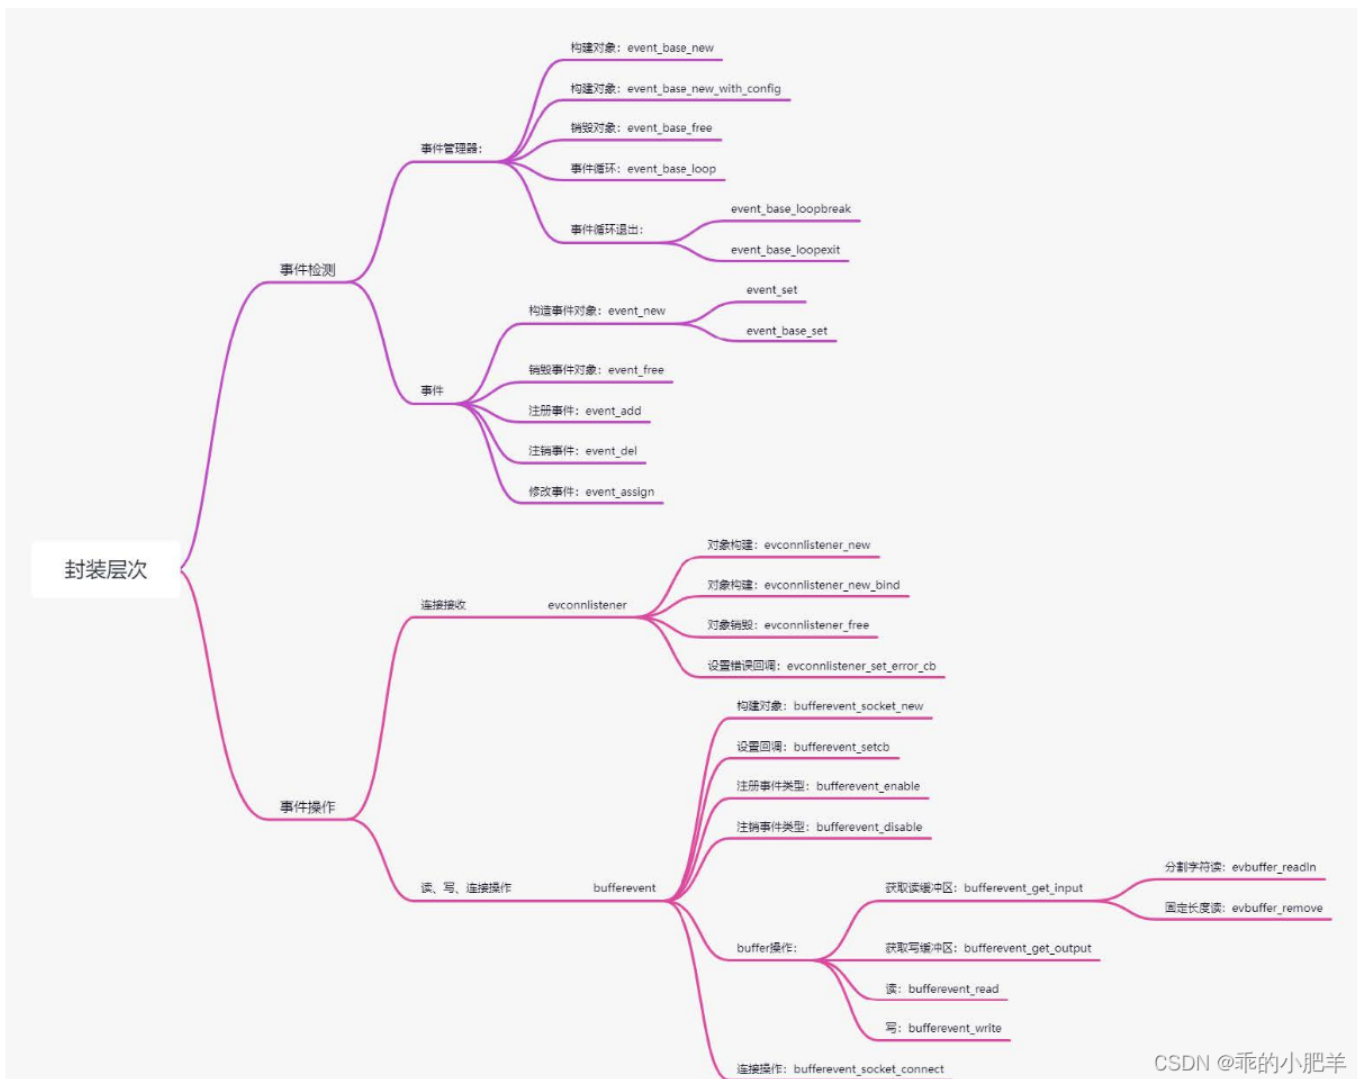 封装层次
事件检测
事件管理器：
构建对象：event_base_new
构建对象：event_base_new_with_config
销毁对象：event_base_free
事件循环：event_base_loop
事件循环退出：
event_base_loopbreak
event_base_loopexit
事件
构造事件对象：event_new
event_set
event_base_set
销毁事件对象：event_free
注册事件：event_add
注销事件：event_del
修改事件：event_assign
事件操作
连接接收
evconnlistener
对象构建：evconnlistener_new
对象构建：evconnlistener_new_bind
对象销毁：evconnlistener_free
设置错误回调：evconnlistener_set_error_cb
读、写、连接操作
bufferevent
构建对象：bufferevent_socket_new
设置回调：bufferevent_setcb
注册事件类型：bufferevent_enable
注销事件类型：bufferevent_disable
buffer操作：
获取读缓冲区：bufferevent_get_input
分割字符读：evbuffer_readln
固定长度读：evbuffer_remove
获取写缓冲区：bufferevent_get_output
读：bufferevent_read
写：bufferevent_write
连接操作：bufferevent_socket_connect
CSDN @乖的小肥羊